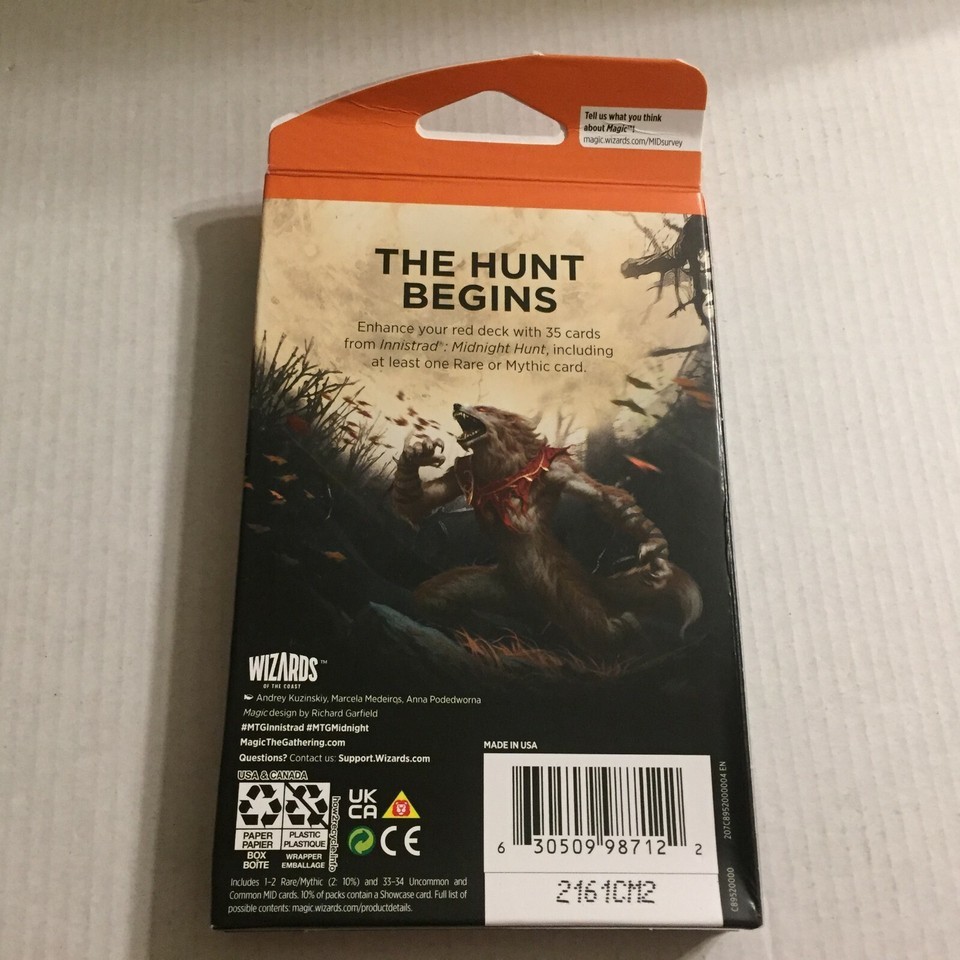 Tell us what you think
about Magic™!
magic.wizards.com/MIDsurvey
THE HUNT
BEGINS
Enhance your red deck with 35 cards
from Innistrad®: Midnight Hunt, including
at least one Rare or Mythic card.
WIZARDS™
OF THE COAST
Andrey Kuzinskiy, Marcela Medeiros, Anna Podedworna
Magic design by Richard Garfield
#MTGInnistrad #MTGMidnight
MagicTheGathering.com
Questions? Contact us: Support.Wizards.com
USA & CANADA
PAPER
PAPIER
BOX
BOÎTE
PLASTIC
PLASTIQUE
WRAPPER
EMBALLAGE
how2recycle.info
UK
CA
CE
Includes 1–2 Rare/Mythic (2: 10%) and 33–34 Uncommon and
Common MID cards. 10% of packs contain a Showcase card. Full list of
possible contents: magic.wizards.com/productdetails.
MADE IN USA
6 30509 98712 2
2161CM2
207C8952000004 EN
C89520000